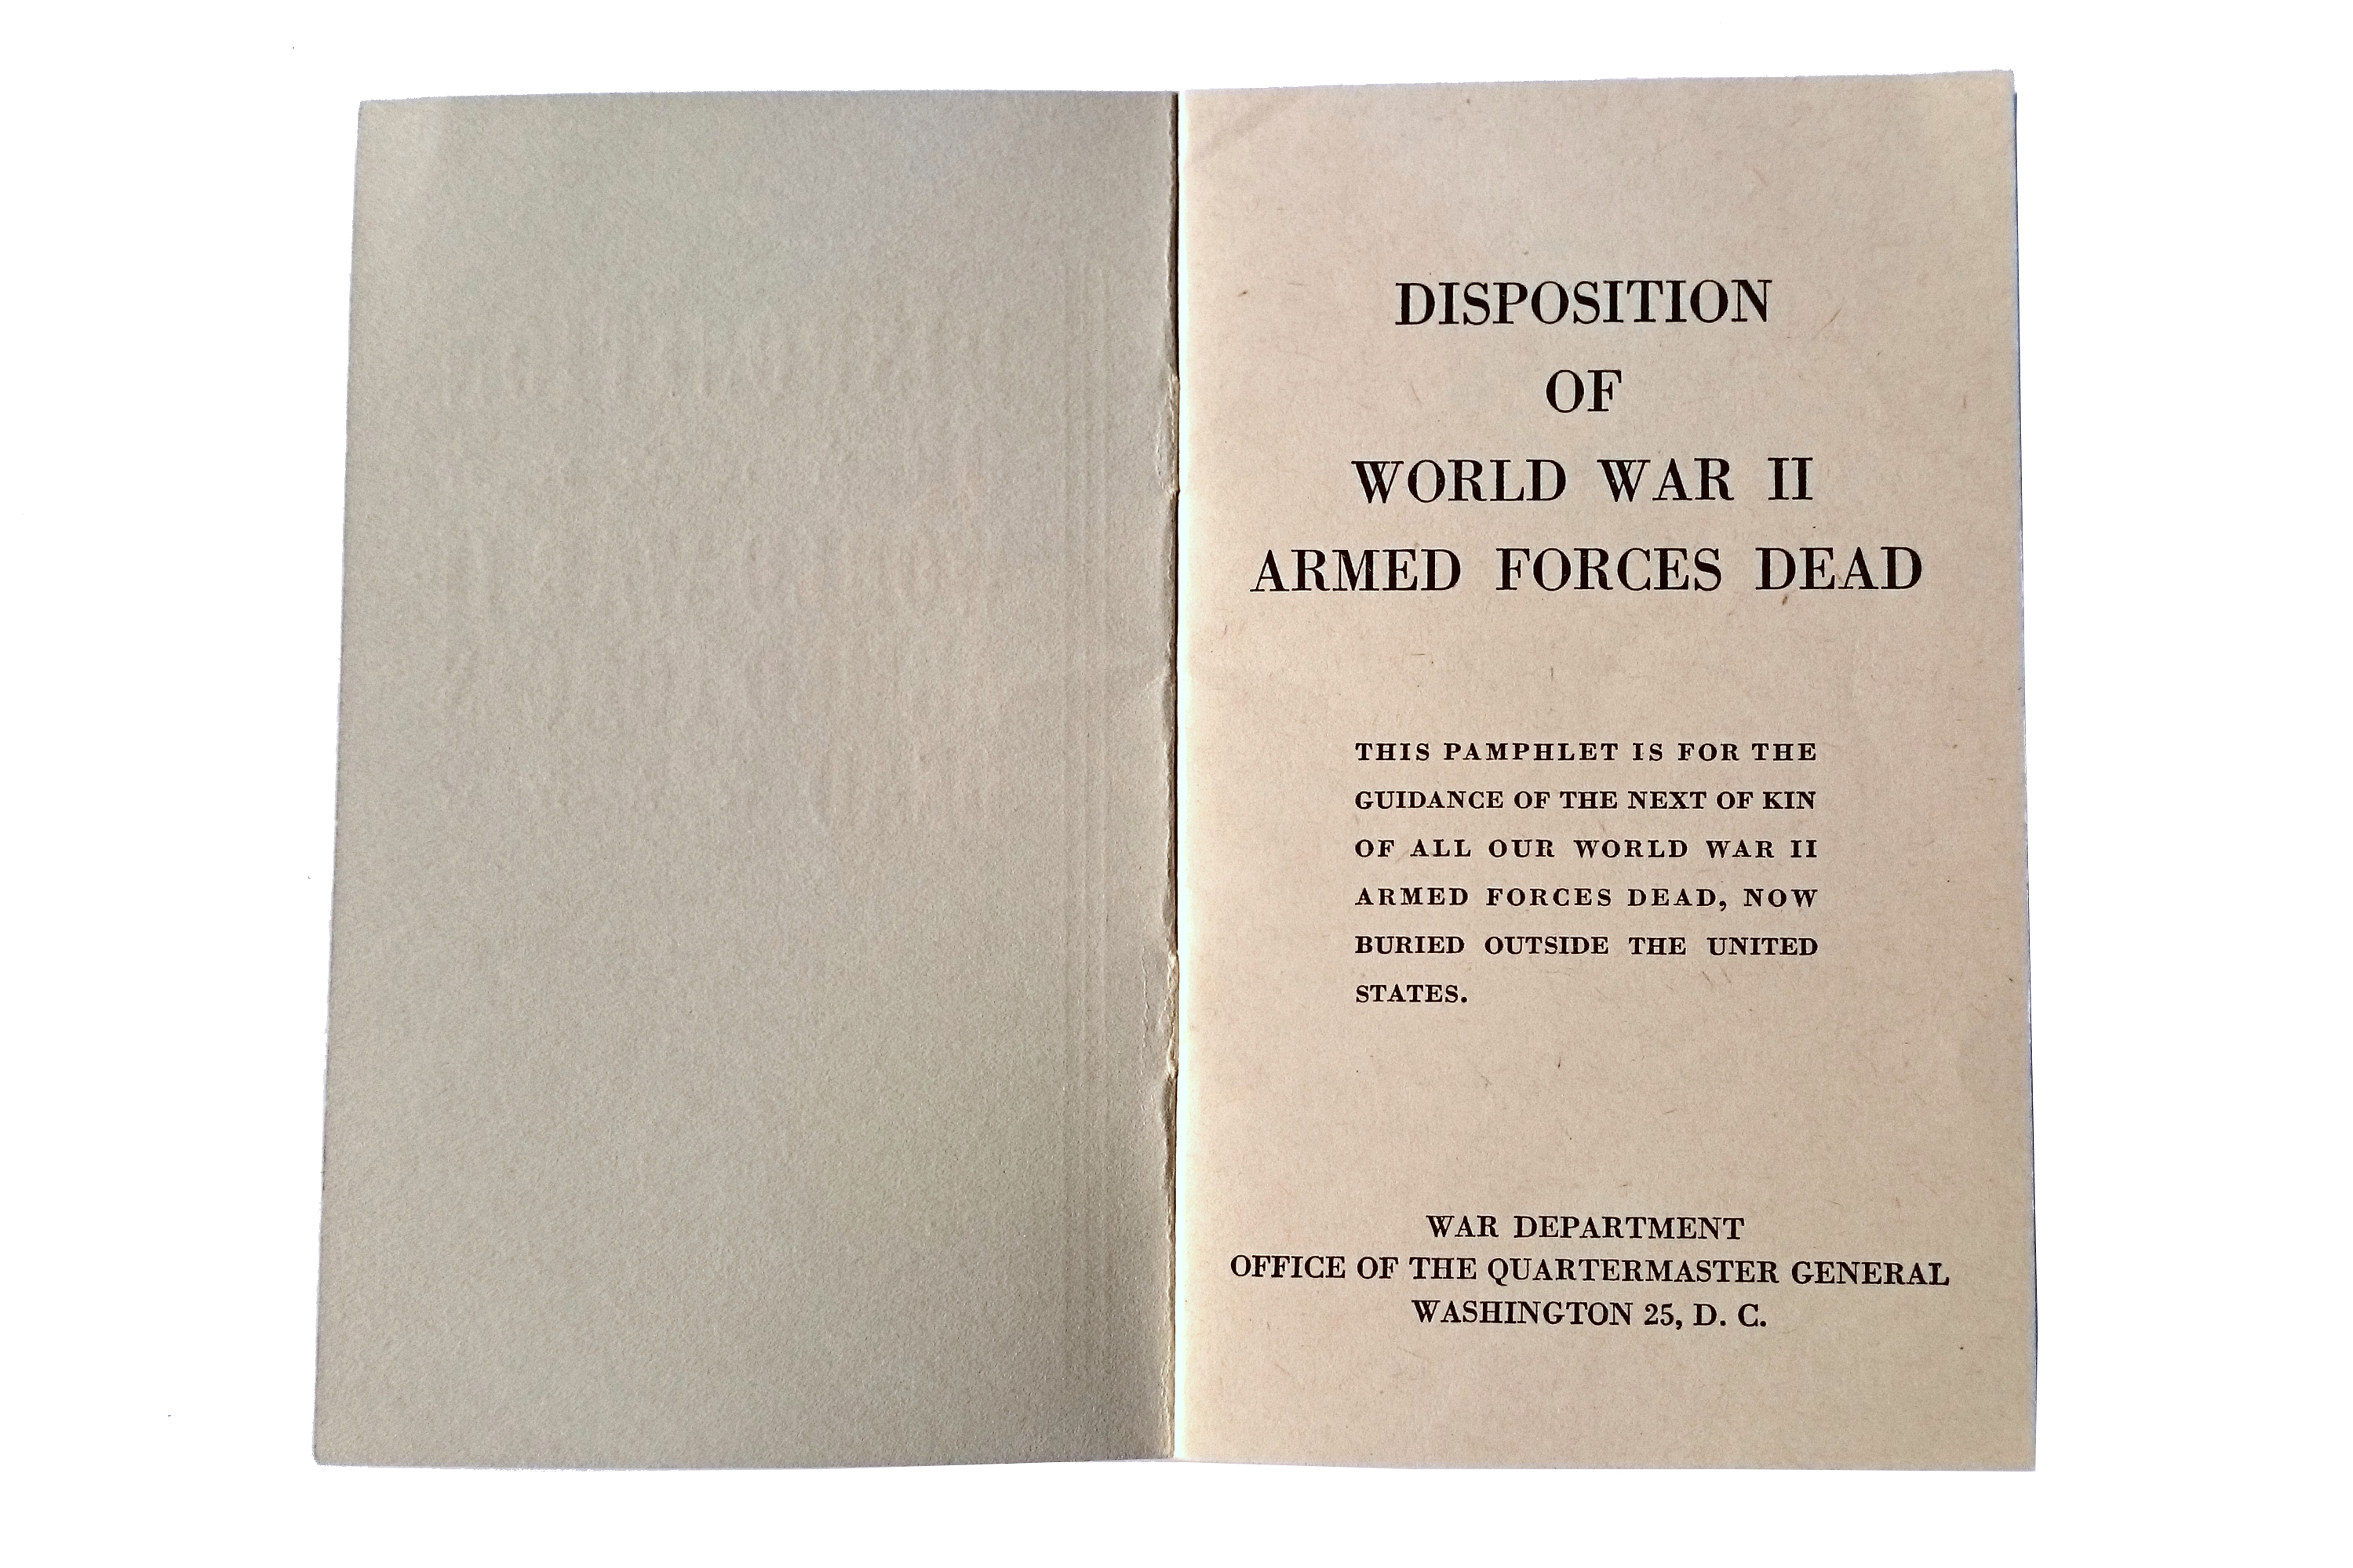 DISPOSITION
OF
WORLD WAR II
ARMED FORCES DEAD
THIS PAMPHLET IS FOR THE
GUIDANCE OF THE NEXT OF KIN
OF ALL OUR WORLD WAR II
ARMED FORCES DEAD, NOW
BURIED OUTSIDE THE UNITED
STATES.
WAR DEPARTMENT
OFFICE OF THE QUARTERMASTER GENERAL
WASHINGTON 25, D. C.